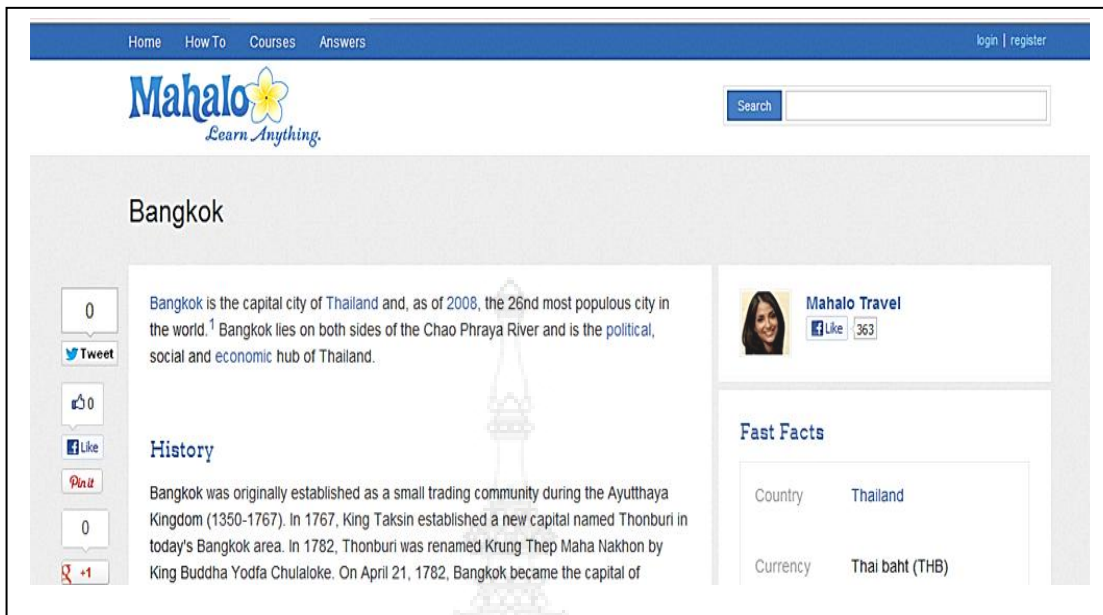 Home How To Courses Answers
login | register
Mahalo
Learn Anything.
Search
Bangkok
0
Tweet
0
Like
Pin it
0
g +1
Bangkok is the capital city of Thailand and, as of 2008, the 26nd most populous city in
the world.1 Bangkok lies on both sides of the Chao Phraya River and is the political,
social and economic hub of Thailand.
History
Bangkok was originally established as a small trading community during the Ayutthaya
Kingdom (1350-1767). In 1767, King Taksin established a new capital named Thonburi in
today's Bangkok area. In 1782, Thonburi was renamed Krung Thep Maha Nakhon by
King Buddha Yodfa Chulaloke. On April 21, 1782, Bangkok became the capital of
Mahalo Travel
Like 363
Fast Facts
Country Thailand
Currency Thai baht (THB)